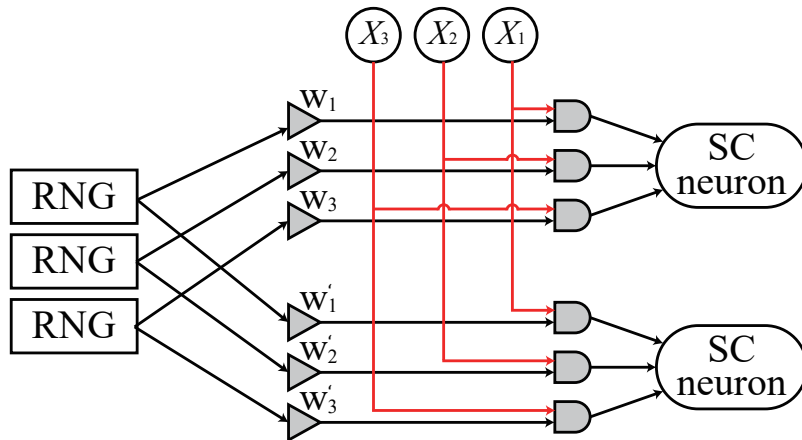 X3 X2 X1
w1
w2
w3
SC
neuron
RNG
RNG
RNG
w'1
w'2
w'3
SC
neuron